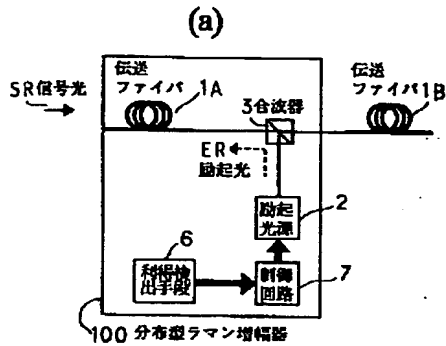 (a)
伝送
ファイバ
1A
SR信号光
3合波器
伝送
ファイバ
1B
ER
励起光
励起
光源
2
6
利得検
出手段
制御
回路
7
100 分布型ラマン増幅器